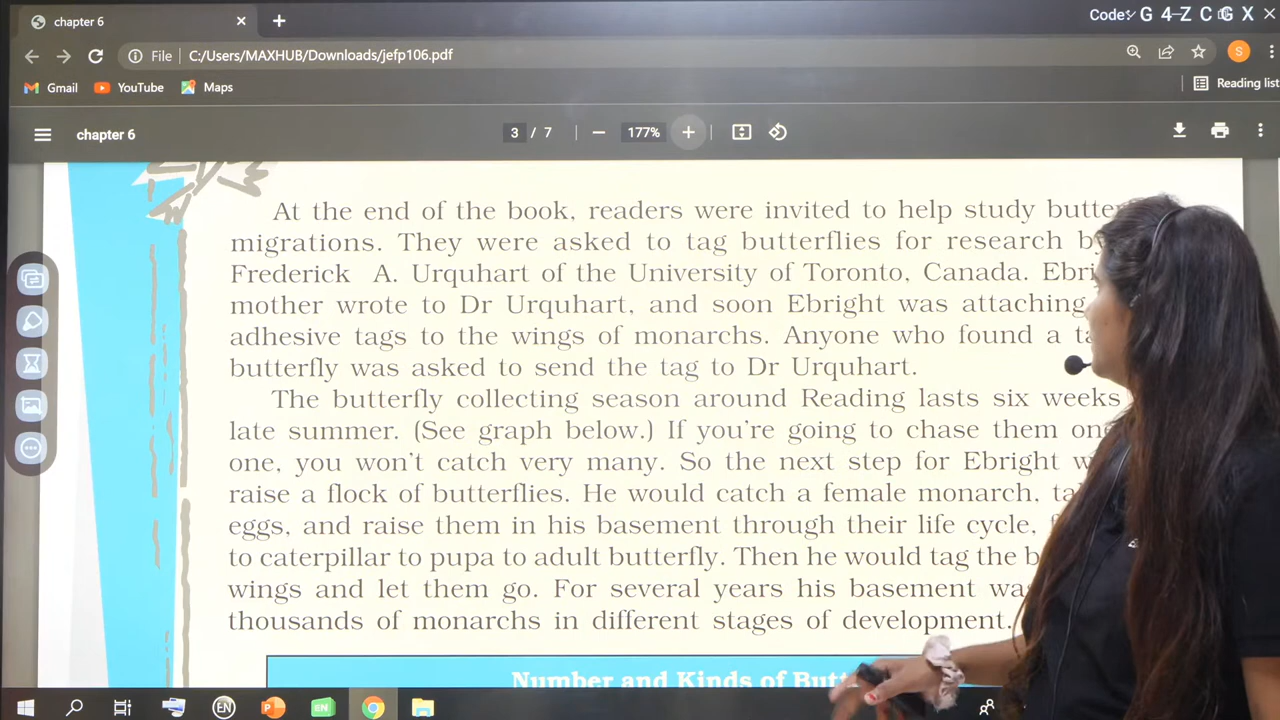 chapter 6
Code: G 4 Z C G X
File C:/Users/MAXHUB/Downloads/jefp106.pdf
S
Gmail YouTube Maps Reading list
chapter 6 3 / 7 177%
At the end of the book, readers were invited to help study
migrations. They were asked to tag butterflies for research
Frederick A. Urquhart of the University of Toronto, Canada.
mother wrote to Dr Urquhart, and soon Ebright was attaching
adhesive tags to the wings of monarchs. Anyone who found a
butterfly was asked to send the tag to Dr Urquhart.
The butterfly collecting season around Reading lasts six weeks
late summer. (See graph below.) If you're going to chase them
one, you won't catch very many. So the next step for Ebright
raise a flock of butterflies. He would catch a female monarch,
eggs, and raise them in his basement through their life cycle,
to caterpillar to pupa to adult butterfly. Then he would tag the
wings and let them go. For several years his basement
thousands of monarchs in different stages of development.
Number and Kinds of
EN P EN